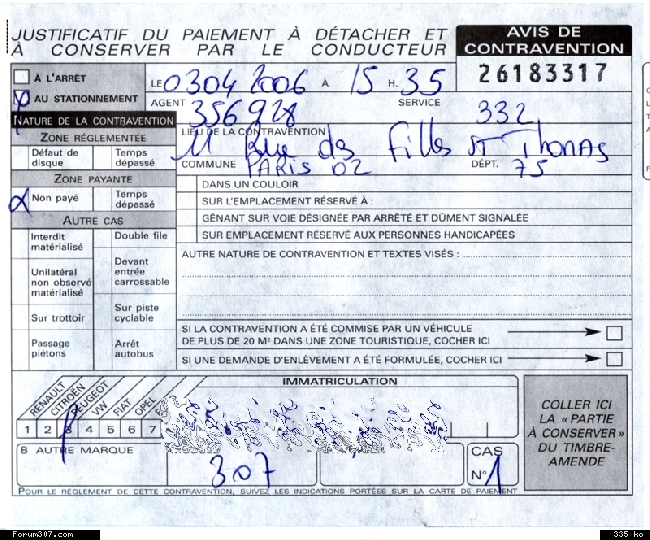 JUSTIFICATIF DU PAIEMENT À DÉTACHER ET
À CONSERVER PAR LE CONDUCTEUR
AVIS DE
CONTRAVENTION
26183317
À L'ARRÊT
AU STATIONNEMENT
LE 03 04 2006 À 15 H. 35
AGENT 356928 SERVICE 332
NATURE DE LA CONTRAVENTION
LIEU DE LA CONTRAVENTION
11 Rue des filles ST Thomas
COMMUNE PARIS 02 DÉPT. 75
ZONE RÉGLEMENTÉE
Défaut de disque
Temps dépassé
ZONE PAYANTE
Non payé
Temps dépassé
AUTRE CAS
Interdit matérialisé
Double file
Unilatéral non observé matérialisé
Devant entrée carrossable
Sur trottoir
Sur piste cyclable
Passage piétons
Arrêt autobus
DANS UN COULOIR
SUR L'EMPLACEMENT RÉSERVÉ À :
GÊNANT SUR VOIE DÉSIGNÉE PAR ARRÊTÉ ET DÛMENT SIGNALÉE
SUR EMPLACEMENT RÉSERVÉ AUX PERSONNES HANDICAPÉES
AUTRE NATURE DE CONTRAVENTION ET TEXTES VISÉS :
SI LA CONTRAVENTION A ÉTÉ COMMISE PAR UN VÉHICULE
DE PLUS DE 20 M² DANS UNE ZONE TOURISTIQUE, COCHER ICI
SI UNE DEMANDE D'ENLÈVEMENT A ÉTÉ FORMULÉE, COCHER ICI
IMMATRICULATION
RENAULT CITROËN PEUGEOT VW FIAT OPEL
1 2 3 4 5 6 7
8 AUTRE MARQUE
307
CAS
N° 1
COLLER ICI
LA « PARTIE
À CONSERVER »
DU TIMBRE-
AMENDE
POUR LE RÈGLEMENT DE CETTE CONTRAVENTION, SUIVEZ LES INDICATIONS PORTÉES SUR LA CARTE DE PAIEMENT
Forum307.com
335 ko